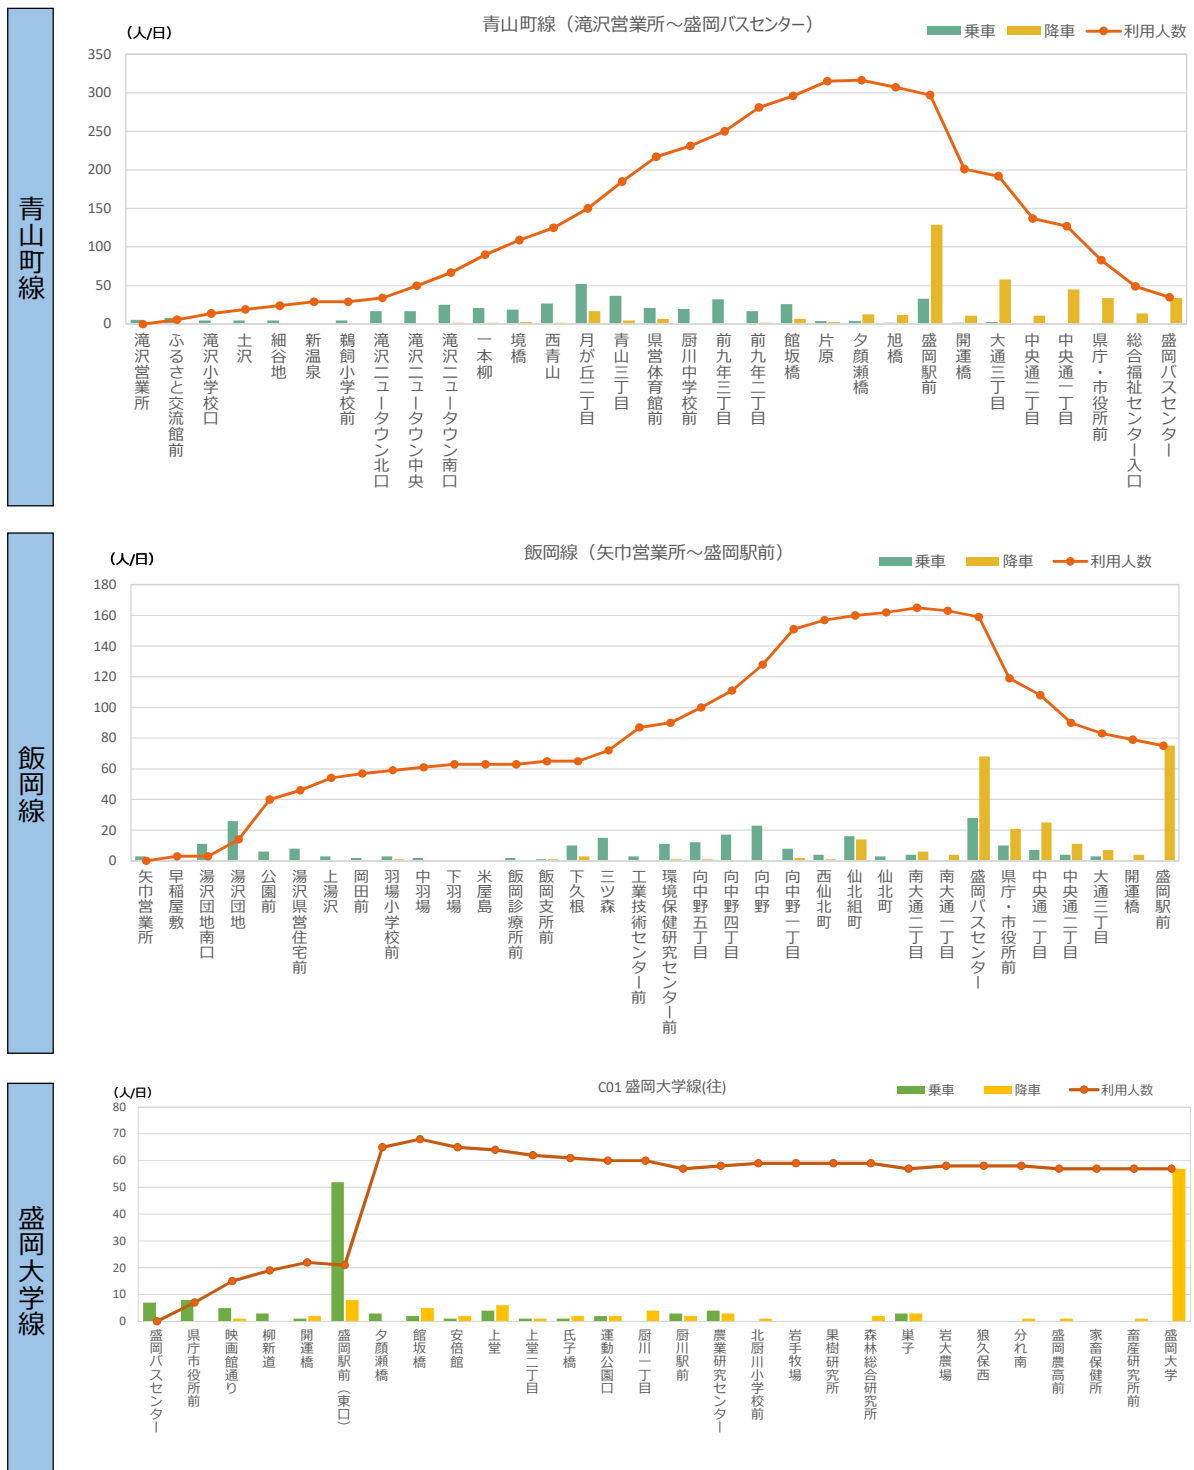 青山町線
(人/日)
青山町線（滝沢営業所～盛岡バスセンター）
乗車 降車 利用人数
350
300
250
200
150
100
50
0
滝沢営業所
ふるさと交流館前
滝沢小学校口
土沢
細谷地
新温泉
鵜飼小学校前
滝沢ニュータウン北口
滝沢ニュータウン中央
滝沢ニュータウン南口
一本柳
境橋
西青山
月が丘二丁目
青山三丁目
県営体育館前
厨川中学校前
前九年三丁目
前九年二丁目
館坂橋
片原
夕顔瀬橋
旭橋
盛岡駅前
開運橋
大通三丁目
中央通二丁目
中央通一丁目
県庁・市役所前
総合福祉センター入口
盛岡バスセンター
飯岡線
(人/日)
飯岡線（矢巾営業所～盛岡駅前）
乗車 降車 利用人数
180
160
140
120
100
80
60
40
20
0
矢巾営業所
早稲屋敷
湯沢団地南口
湯沢団地
公園前
湯沢県営住宅前
上湯沢
岡田前
羽場小学校前
中羽場
下羽場
米屋島
飯岡診療所前
飯岡支所前
下久根
三ツ森
工業技術センター前
環境保健研究センター前
向中野五丁目
向中野四丁目
向中野
向中野一丁目
西仙北町
仙北組町
仙北町
南大通二丁目
南大通一丁目
盛岡バスセンター
県庁・市役所前
中央通一丁目
中央通二丁目
大通三丁目
開運橋
盛岡駅前
盛岡大学線
(人/日)
C01 盛岡大学線(往)
乗車 降車 利用人数
80
70
60
50
40
30
20
10
0
盛岡バスセンター
県庁市役所前
映画館通り
柳新道
開運橋
盛岡駅前（東口）
夕顔瀬橋
館坂橋
安倍館
上堂
上堂二丁目
氏子橋
運動公園口
厨川一丁目
厨川駅前
農業研究センター
北厨川小学校前
岩手牧場
果樹研究所
森林総合研究所
巣子
岩大農場
狼久保西
分れ南
盛岡農高前
家畜保健所
畜産研究所前
盛岡大学